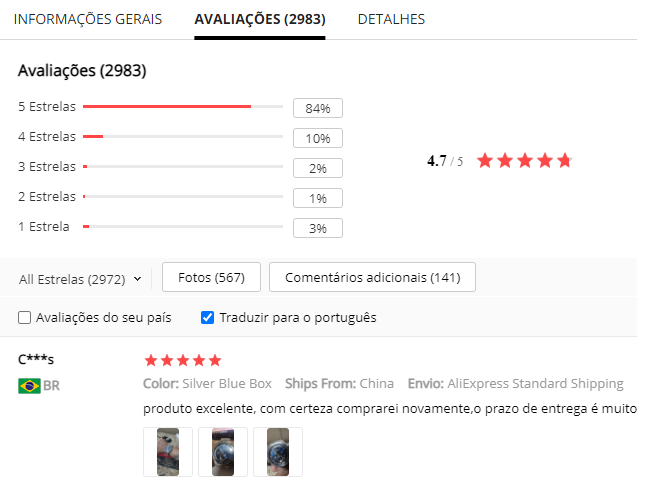 INFORMAÇÕES GERAIS AVALIAÇÕES (2983) DETALHES
Avaliações (2983)
5 Estrelas 84%
4 Estrelas 10%
3 Estrelas 2%
2 Estrelas 1%
1 Estrela 3%
4.7 / 5
All Estrelas (2972) Fotos (567) Comentários adicionais (141)
Avaliações do seu país Traduzir para o português
C***s
BR
Color: Silver Blue Box Ships From: China Envio: AliExpress Standard Shipping
produto excelente, com certeza comprarei novamente,o prazo de entrega é muito